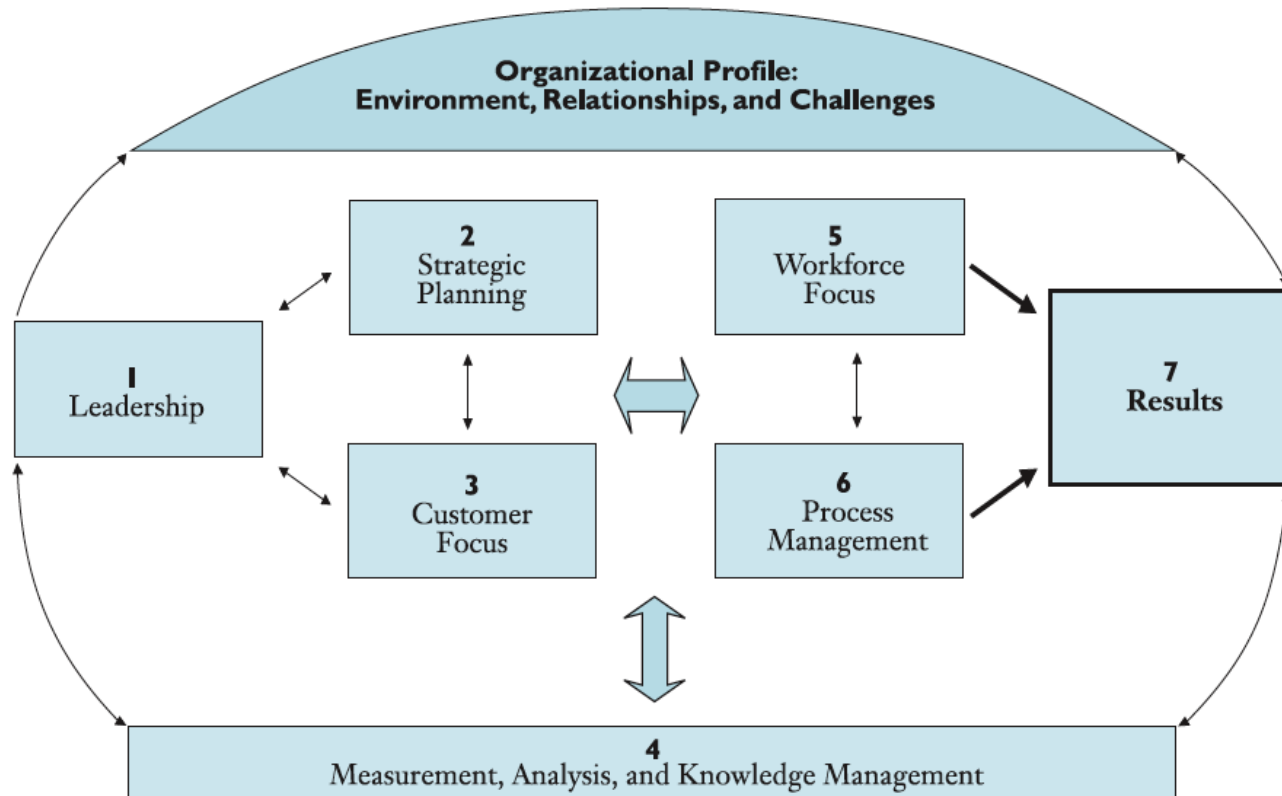 Organizational Profile:
Environment, Relationships, and Challenges
2
Strategic
Planning
5
Workforce
Focus
1
Leadership
7
Results
3
Customer
Focus
6
Process
Management
4
Measurement, Analysis, and Knowledge Management